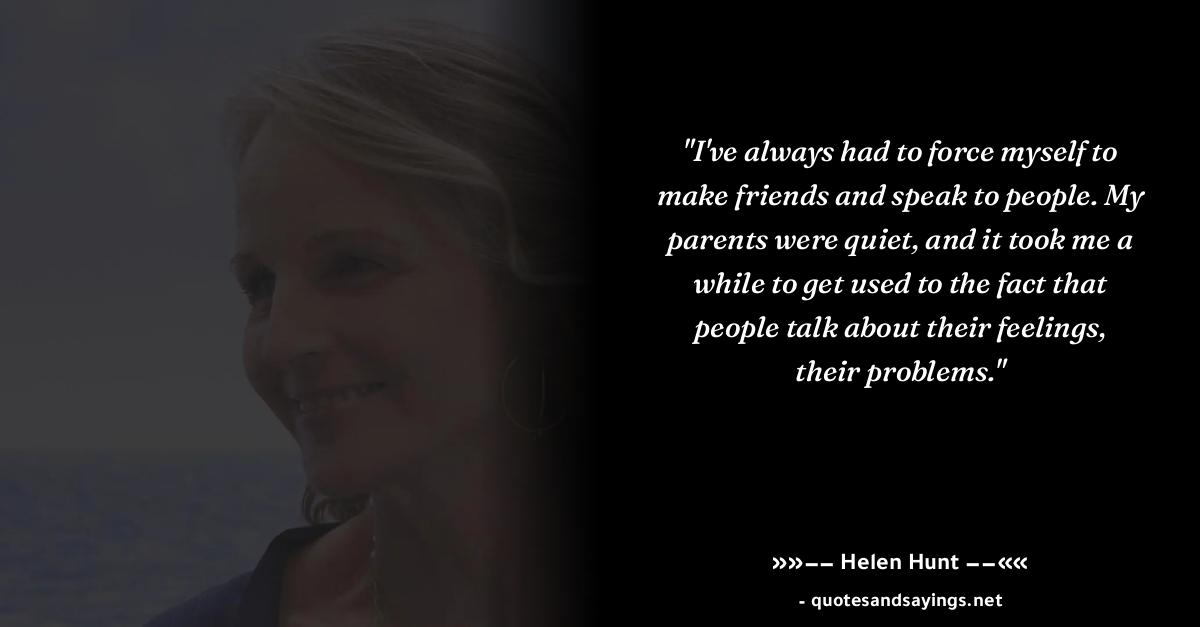 "I've always had to force myself to
make friends and speak to people. My
parents were quiet, and it took me a
while to get used to the fact that
people talk about their feelings,
their problems."
»»–– Helen Hunt ––««
- quotesandsayings.net